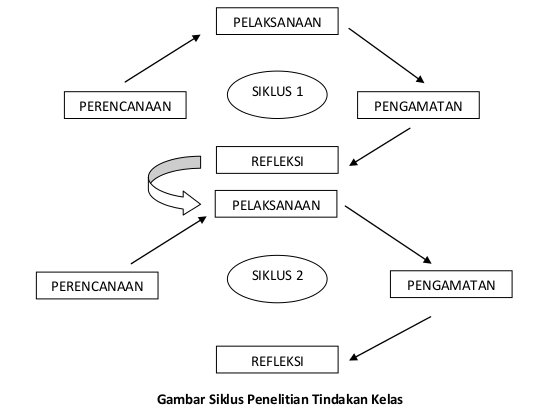 PELAKSANAAN
SIKLUS 1
PERENCANAAN
PENGAMATAN
REFLEKSI
PELAKSANAAN
SIKLUS 2
PERENCANAAN
PENGAMATAN
REFLEKSI
Gambar Siklus Penelitian Tindakan Kelas